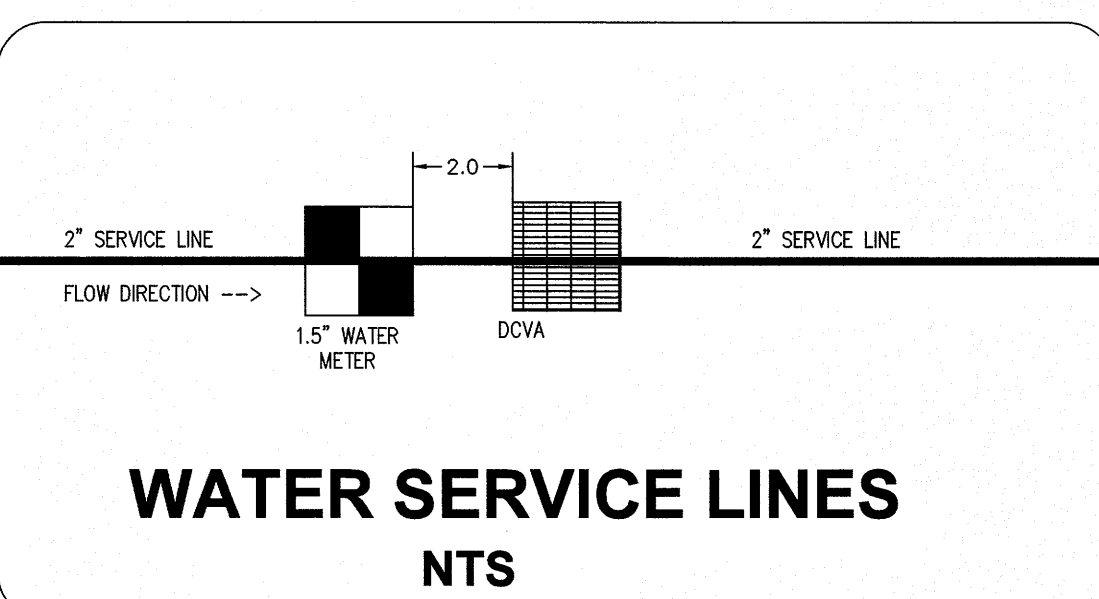 2.0
2" SERVICE LINE
2" SERVICE LINE
FLOW DIRECTION -->
1.5" WATER
METER
DCVA
WATER SERVICE LINES
NTS